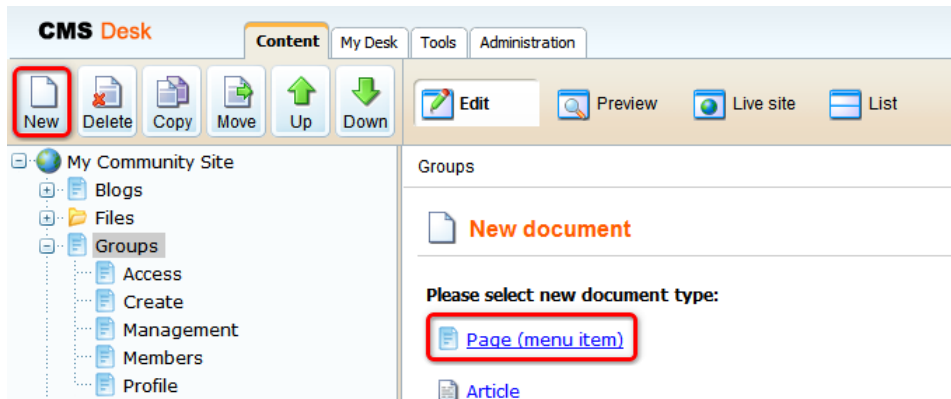 CMS Desk
Content My Desk Tools Administration
New Delete Copy Move Up Down
Edit Preview Live site List
My Community Site
Blogs
Files
Groups
Access
Create
Management
Members
Profile
Groups
New document
Please select new document type:
Page (menu item)
Article